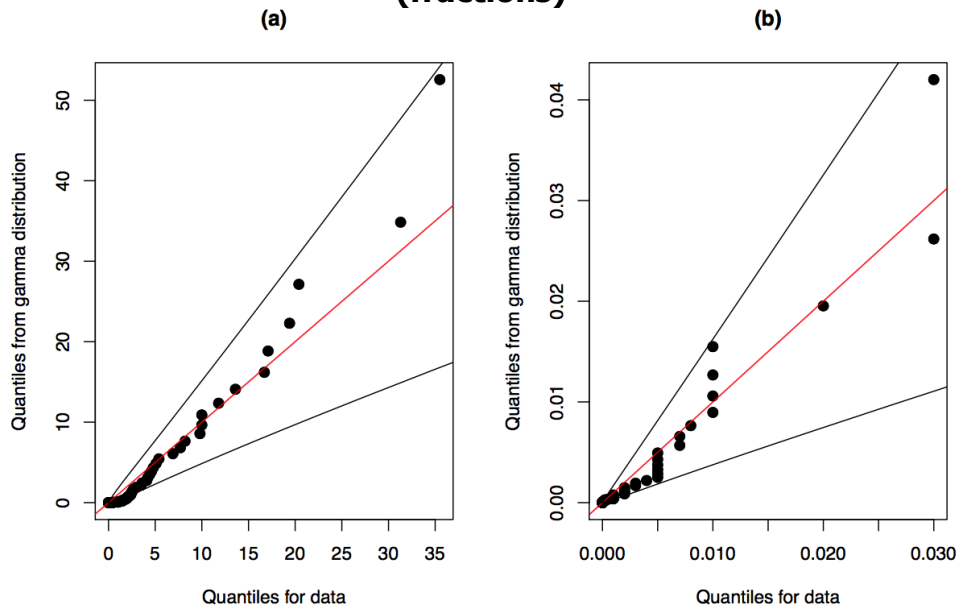 (fractions)
(a)
Quantiles from gamma distribution
50
40
30
20
10
0
0 5 10 15 20 25 30 35
Quantiles for data
(b)
Quantiles from gamma distribution
0.04
0.03
0.02
0.01
0.00
0.000 0.010 0.020 0.030
Quantiles for data